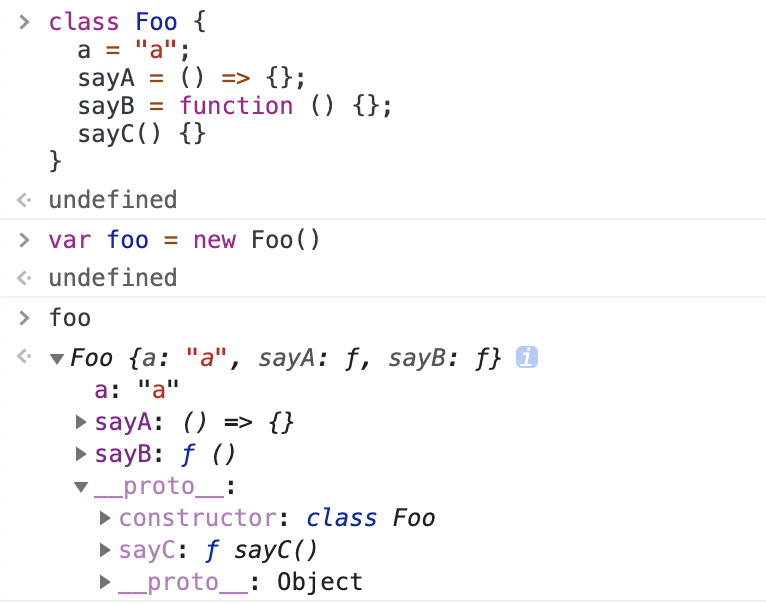 > class Foo {
a = "a";
sayA = () => {};
sayB = function () {};
sayC() {}
}
undefined
> var foo = new Foo()
undefined
> foo
▼Foo {a: "a", sayA: ƒ, sayB: ƒ} i
a: "a"
▶sayA: () => {}
▶sayB: ƒ ()
▼__proto__:
▶constructor: class Foo
▶sayC: ƒ sayC()
▶__proto__: Object